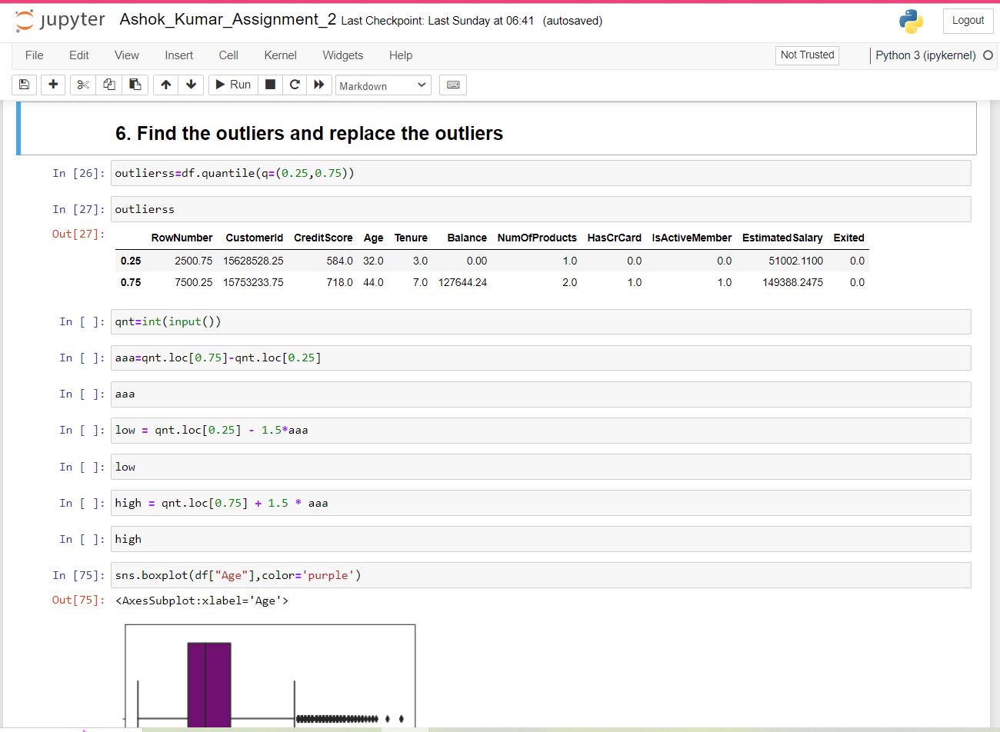 jupyter Ashok_Kumar_Assignment_2 Last Checkpoint: Last Sunday at 06:41 (autosaved) Logout
File Edit View Insert Cell Kernel Widgets Help Not Trusted Python 3 (ipykernel)
Run Markdown
6. Find the outliers and replace the outliers
In [26]: outlierss=df.quantile(q=(0.25,0.75))
In [27]: outlierss
Out[27]:
RowNumber CustomerId CreditScore Age Tenure Balance NumOfProducts HasCrCard IsActiveMember EstimatedSalary Exited
0.25 2500.75 15628528.25 584.0 32.0 3.0 0.00 1.0 0.0 0.0 51002.1100 0.0
0.75 7500.25 15753233.75 718.0 44.0 7.0 127644.24 2.0 1.0 1.0 149388.2475 0.0
In [ ]: qnt=int(input())
In [ ]: aaa=qnt.loc[0.75]-qnt.loc[0.25]
In [ ]: aaa
In [ ]: low = qnt.loc[0.25] - 1.5*aaa
In [ ]: low
In [ ]: high = qnt.loc[0.75] + 1.5 * aaa
In [ ]: high
In [75]: sns.boxplot(df["Age"],color='purple')
Out[75]: <AxesSubplot:xlabel='Age'>